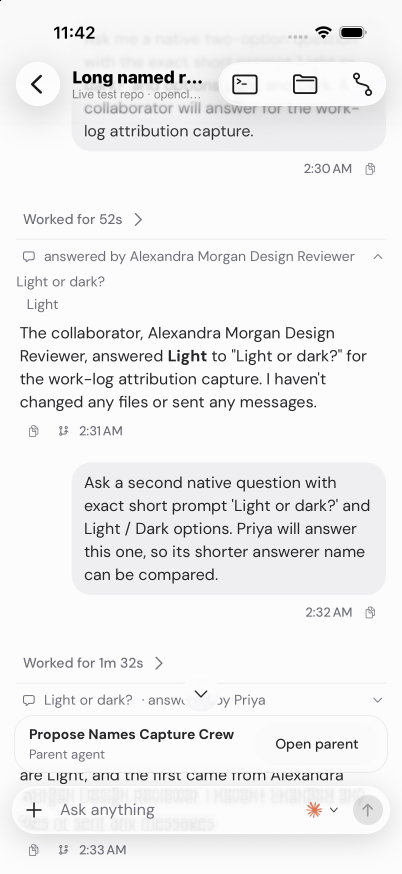 11:42
Long named r...
Live test repo · opencl...
collaborator will answer for the work-
log attribution capture.
2:30 AM
Worked for 52s
answered by Alexandra Morgan Design Reviewer
Light or dark?
Light
The collaborator, Alexandra Morgan Design
Reviewer, answered Light to "Light or dark?" for
the work-log attribution capture. I haven't
changed any files or sent any messages.
2:31 AM
Ask a second native question with
exact short prompt 'Light or dark?' and
Light / Dark options. Priya will answer
this one, so its shorter answerer name
can be compared.
2:32 AM
Worked for 1m 32s
Light or dark? · answ by Priya
Propose Names Capture Crew
Parent agent
Open parent
are Light, and the first came from Alexandra
Ask anything
2:33 AM